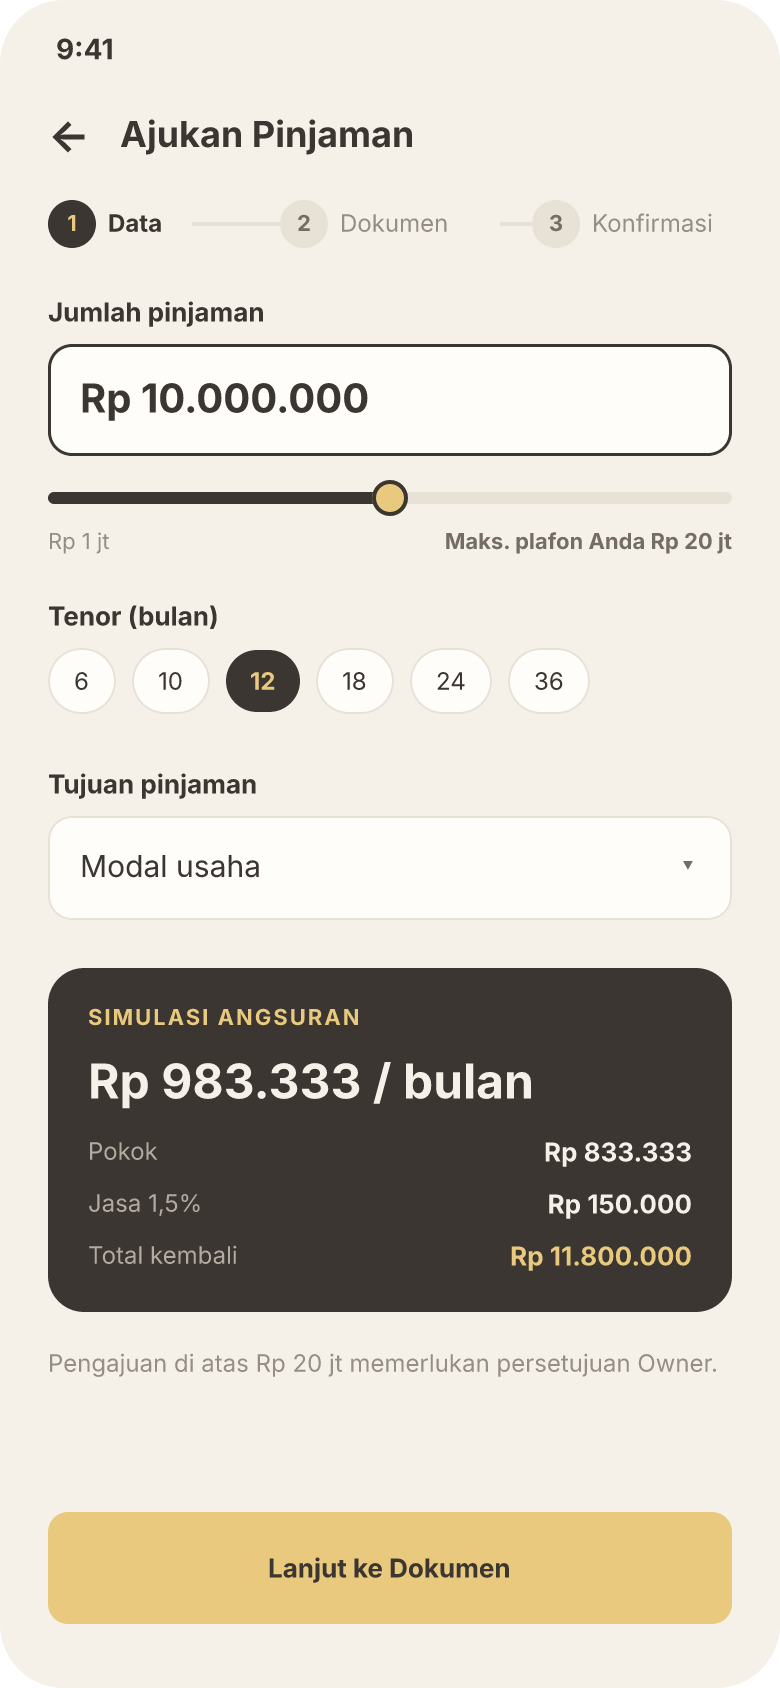 9:41
Ajukan Pinjaman
1 Data 2 Dokumen 3 Konfirmasi
Jumlah pinjaman
Rp 10.000.000
Rp 1 jt Maks. plafon Anda Rp 20 jt
Tenor (bulan)
6 10 12 18 24 36
Tujuan pinjaman
Modal usaha
SIMULASI ANGSURAN
Rp 983.333 / bulan
Pokok Rp 833.333
Jasa 1,5% Rp 150.000
Total kembali Rp 11.800.000
Pengajuan di atas Rp 20 jt memerlukan persetujuan Owner.
Lanjut ke Dokumen